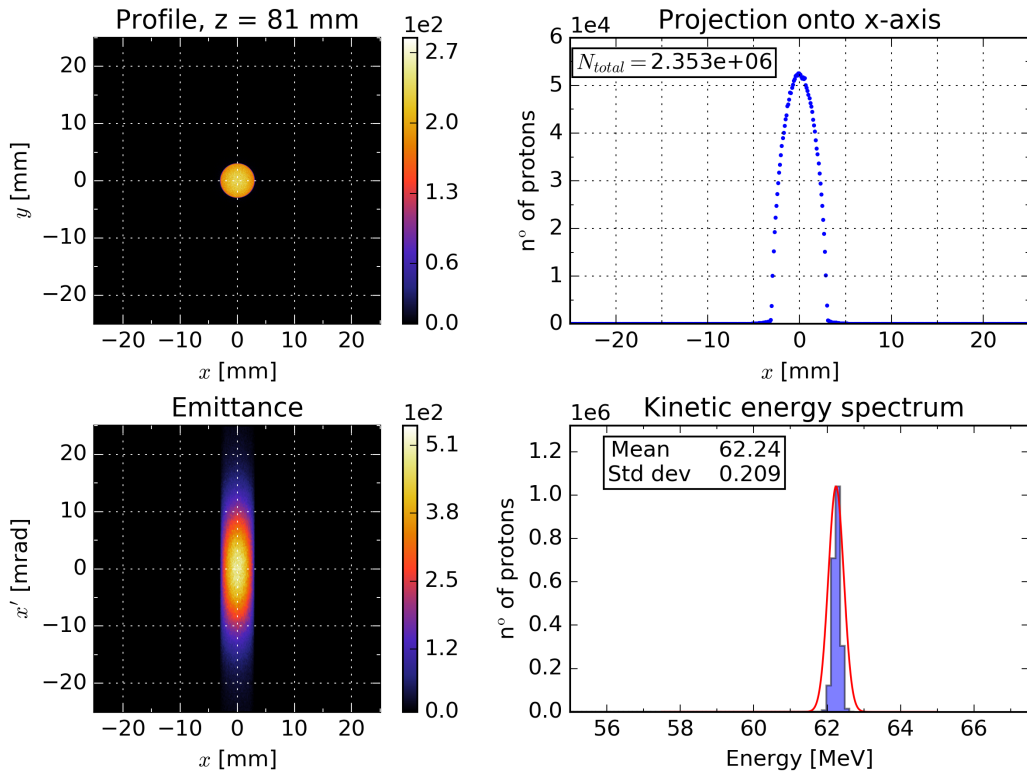 Profile, z = 81 mm
1e2
20
10
0
−10
−20
y [mm]
−20 −10 0 10 20
x [mm]
2.7
2.0
1.3
0.6
0.0
Projection onto x-axis
1e4
N_total = 2.353e+06
6
5
4
3
2
1
0
nº of protons
−20 −10 0 10 20
x [mm]
Emittance
1e2
20
10
0
−10
−20
x′ [mrad]
−20 −10 0 10 20
x [mm]
5.1
3.8
2.5
1.2
0.0
Kinetic energy spectrum
1e6
Mean 62.24
Std dev 0.209
1.2
1.0
0.8
0.6
0.4
0.2
0.0
nº of protons
56 58 60 62 64 66
Energy [MeV]